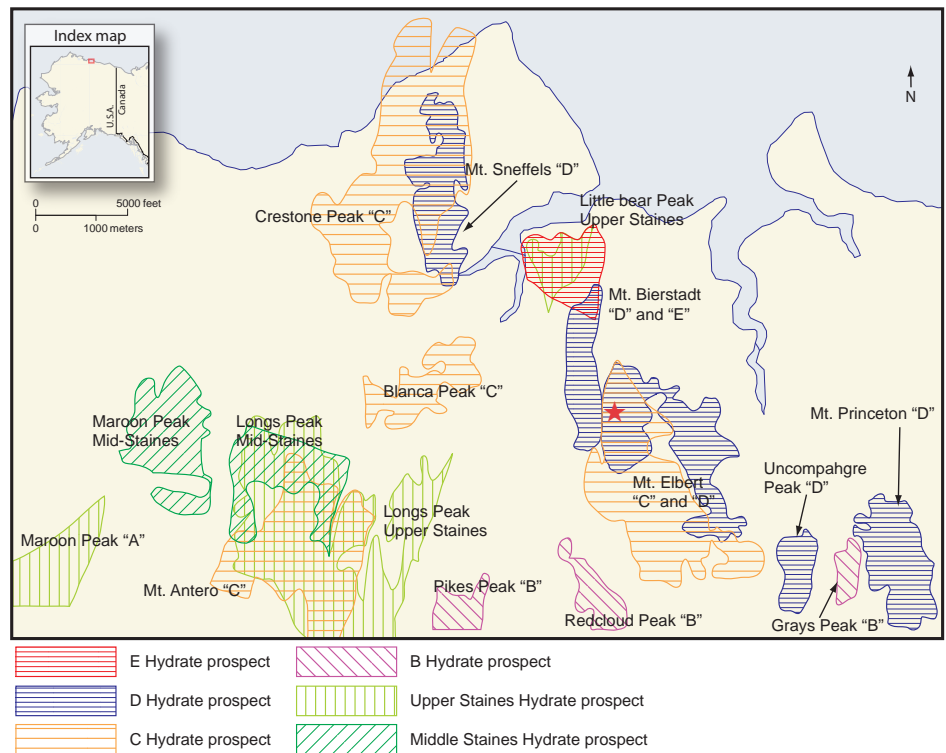 Index map
U.S.A.
Canada
N
0 5000 feet
0 1000 meters
Mt. Sneffels “D”
Crestone Peak “C”
Little bear Peak
Upper Staines
Mt. Bierstadt
“D” and “E”
Blanca Peak “C”
Maroon Peak
Mid-Staines
Longs Peak
Mid-Staines
Mt. Princeton “D”
Uncompahgre
Peak “D”
Mt. Elbert
“C” and “D”
Longs Peak
Upper Staines
Maroon Peak “A”
Mt. Antero “C”
Pikes Peak “B”
Redcloud Peak “B”
Grays Peak “B”
E Hydrate prospect
D Hydrate prospect
C Hydrate prospect
B Hydrate prospect
Upper Staines Hydrate prospect
Middle Staines Hydrate prospect